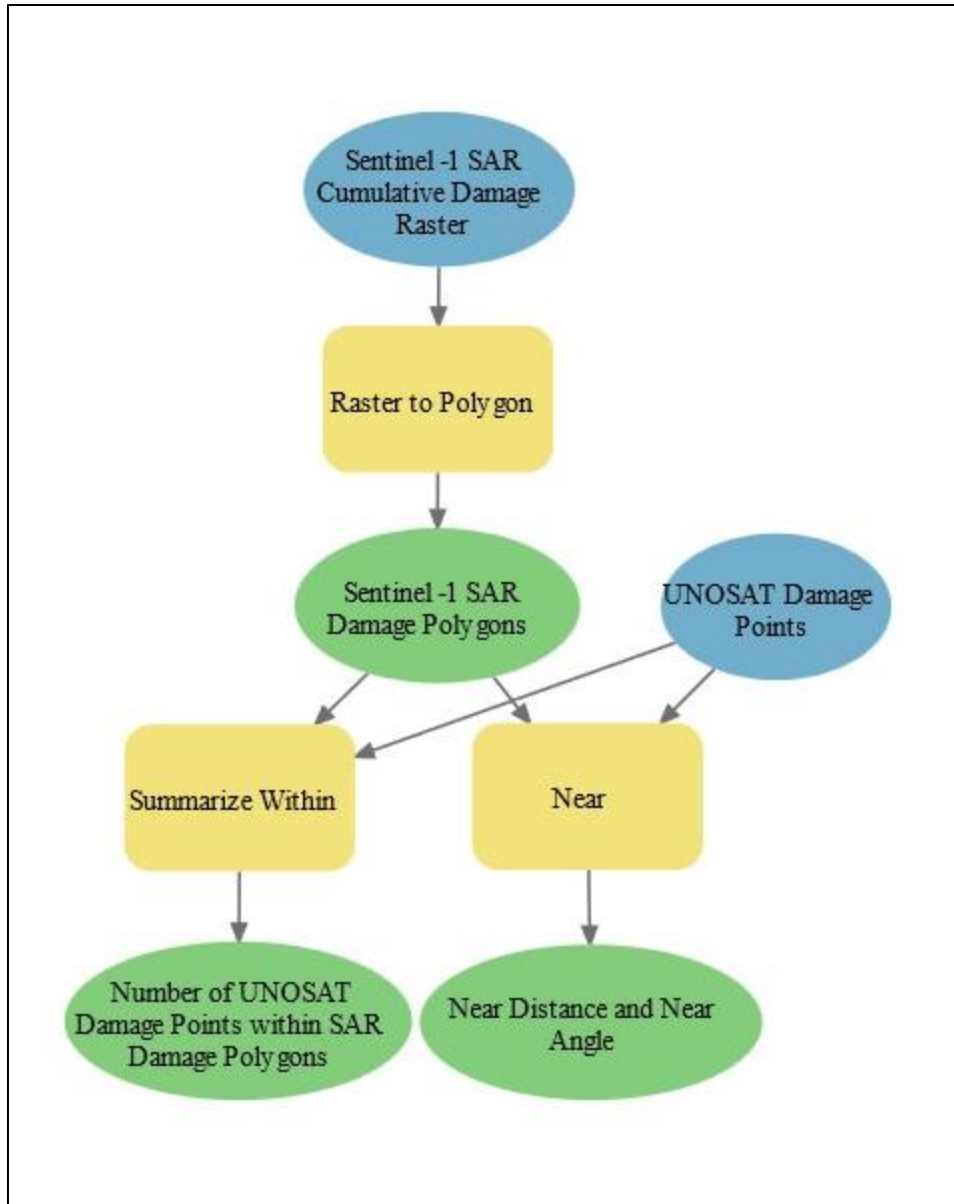 Sentinel -1 SAR
Cumulative Damage
Raster
Raster to Polygon
Sentinel -1 SAR
Damage Polygons
UNOSAT Damage
Points
Summarize Within
Near
Number of UNOSAT
Damage Points within SAR
Damage Polygons
Near Distance and Near
Angle